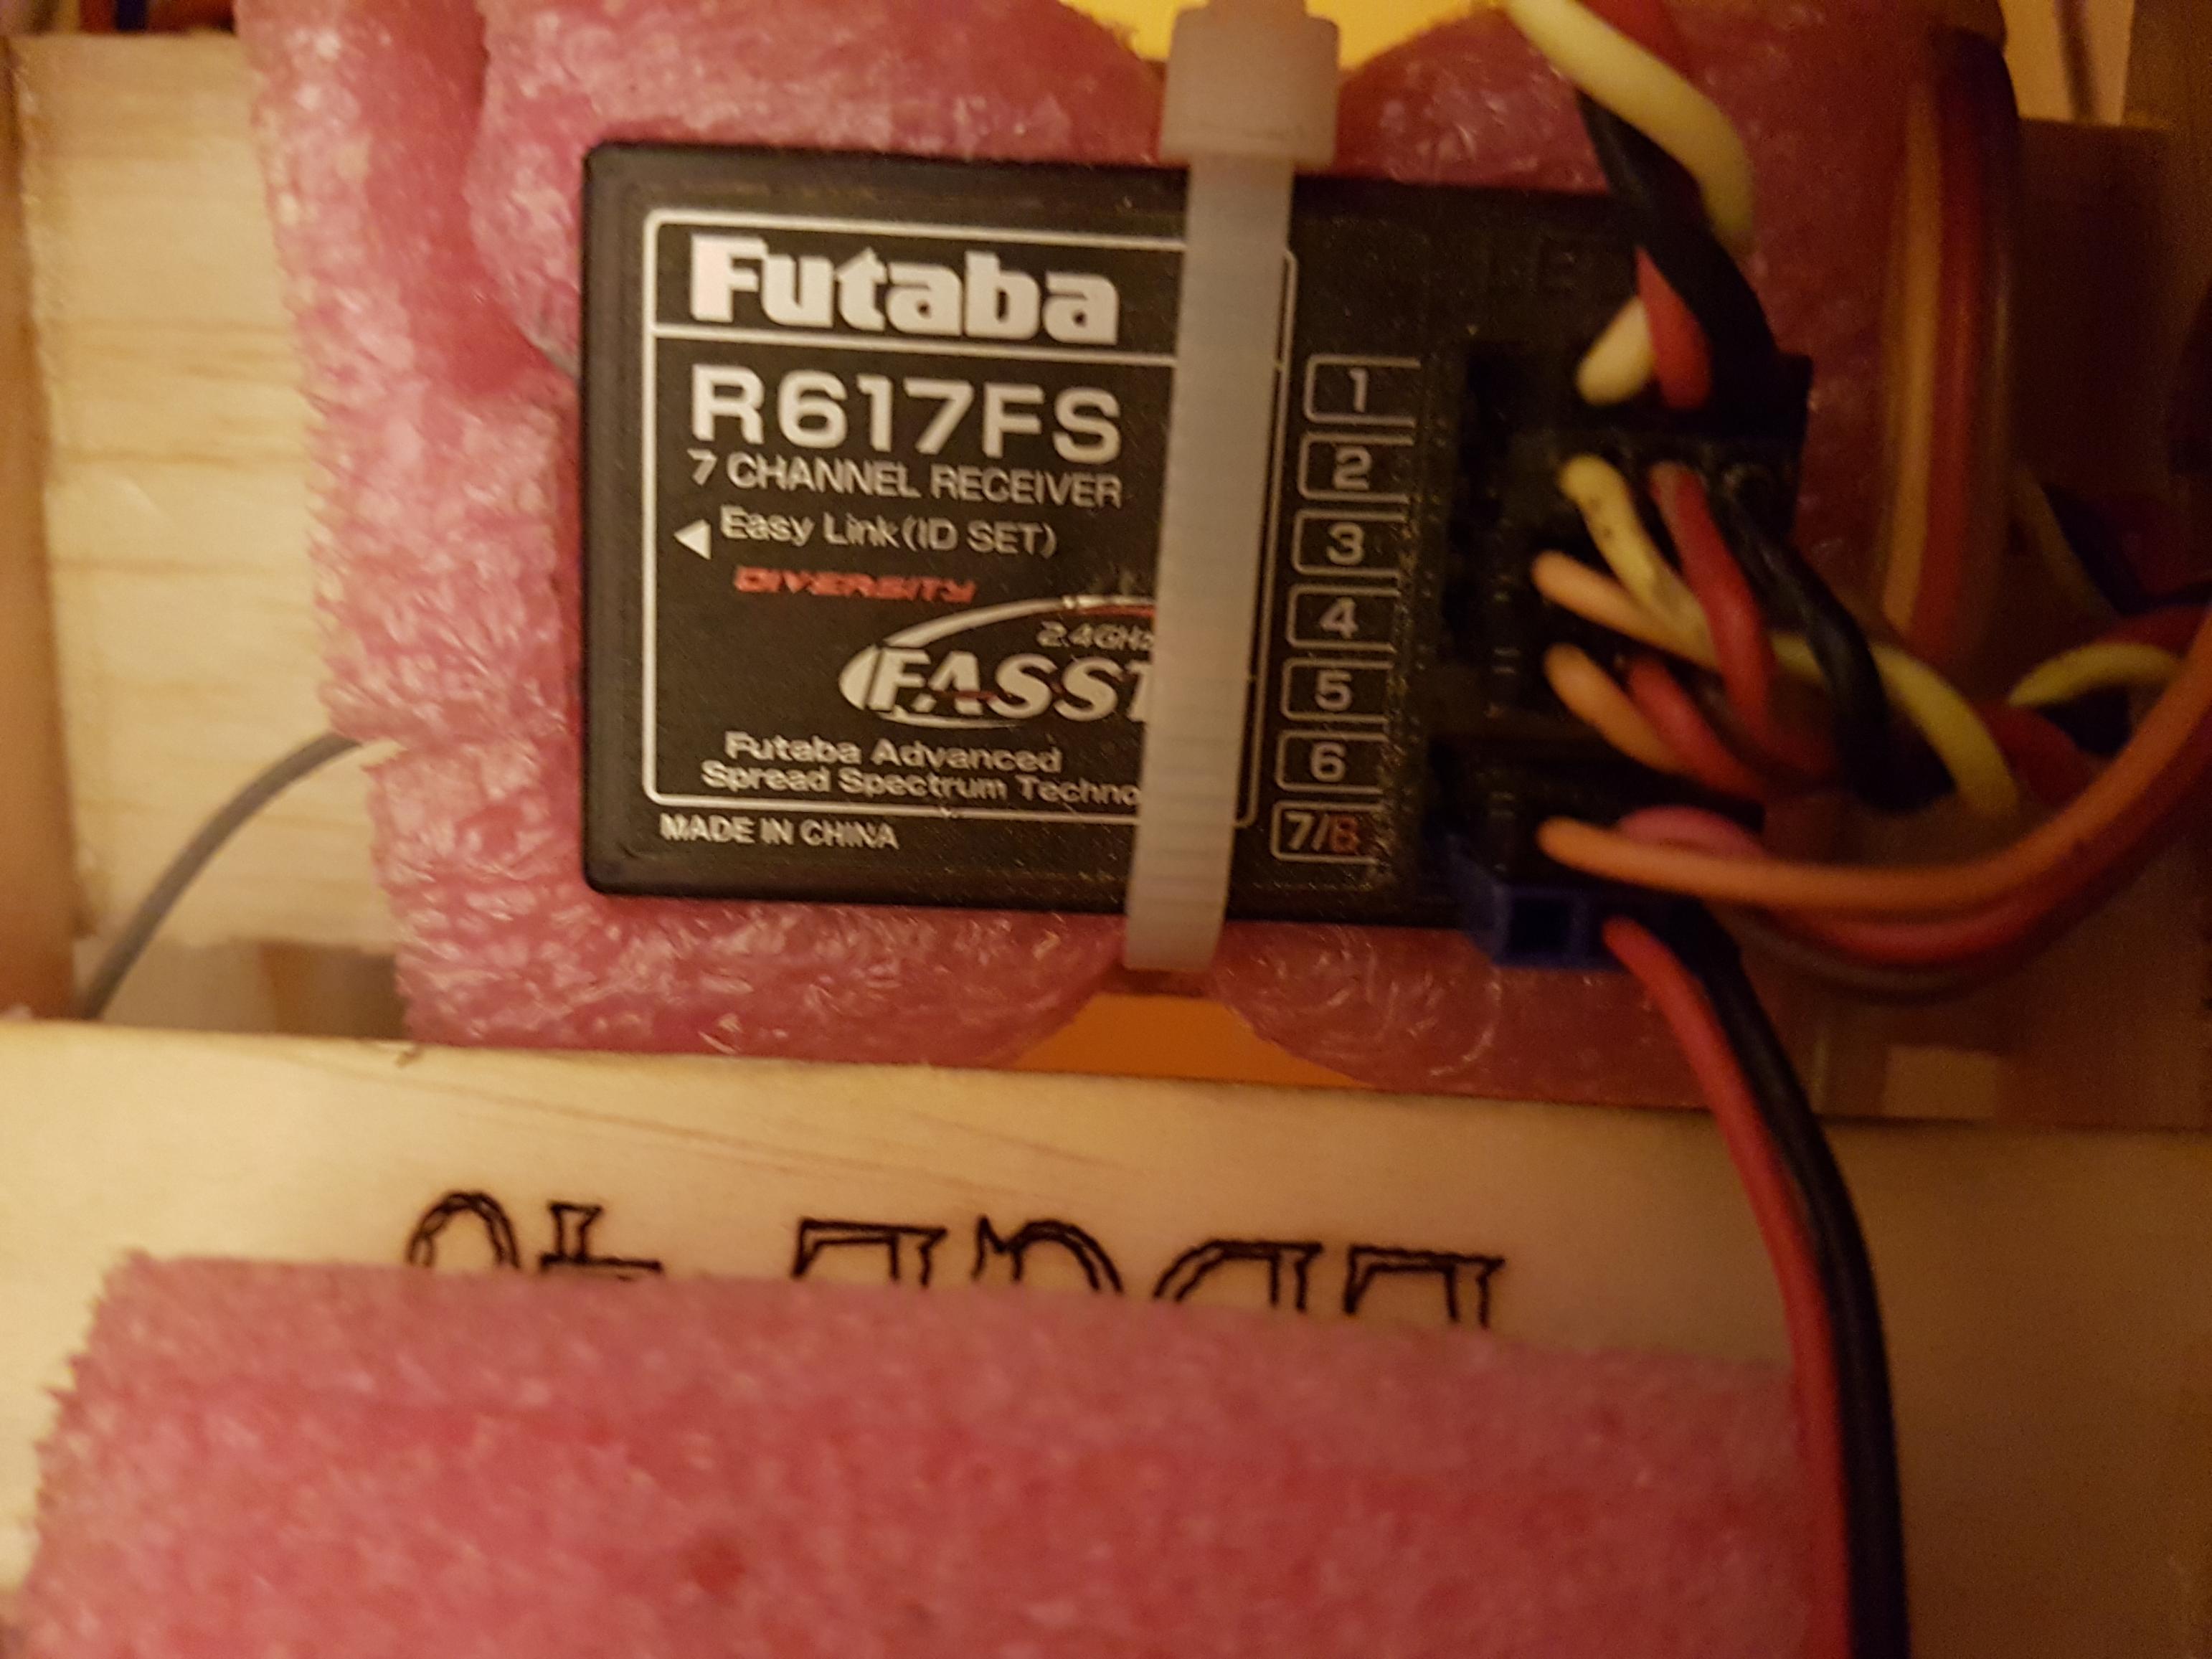 Futaba
R617FS
7 CHANNEL RECEIVER
Easy Link (ID SET)
DIVERSITY
2.4GHz
FASST
Futaba Advanced
Spread Spectrum Techno
MADE IN CHINA
1
2
3
4
5
6
7/B